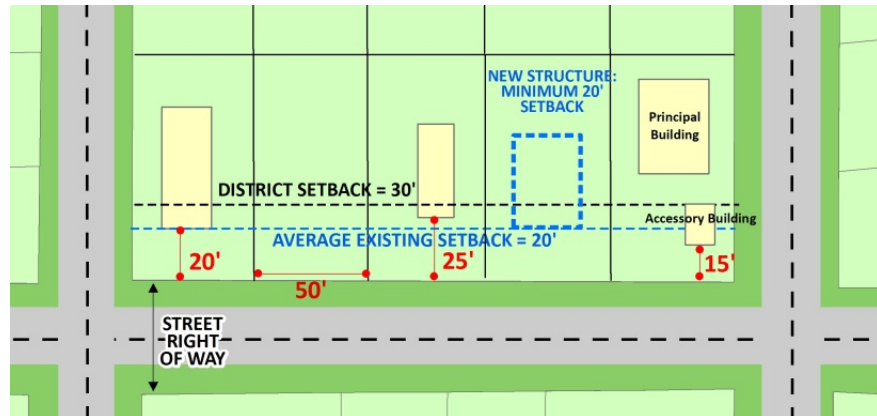 NEW STRUCTURE:
MINIMUM 20'
SETBACK
Principal
Building
DISTRICT SETBACK = 30'
Accessory Building
AVERAGE EXISTING SETBACK = 20'
20'
25'
15'
50'
STREET
RIGHT
OF WAY